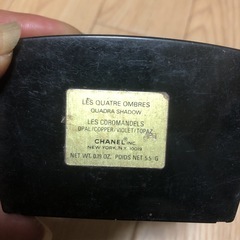 LES QUATRE OMBRES
QUADRA SHADOW
LES COROMANDELS
OPAL/COPPER/VIOLET/TOPAZ
CHANEL INC.
NEW YORK, N.Y. 10019
NET WT. 0.19 OZ. POIDS NET 5.5 G